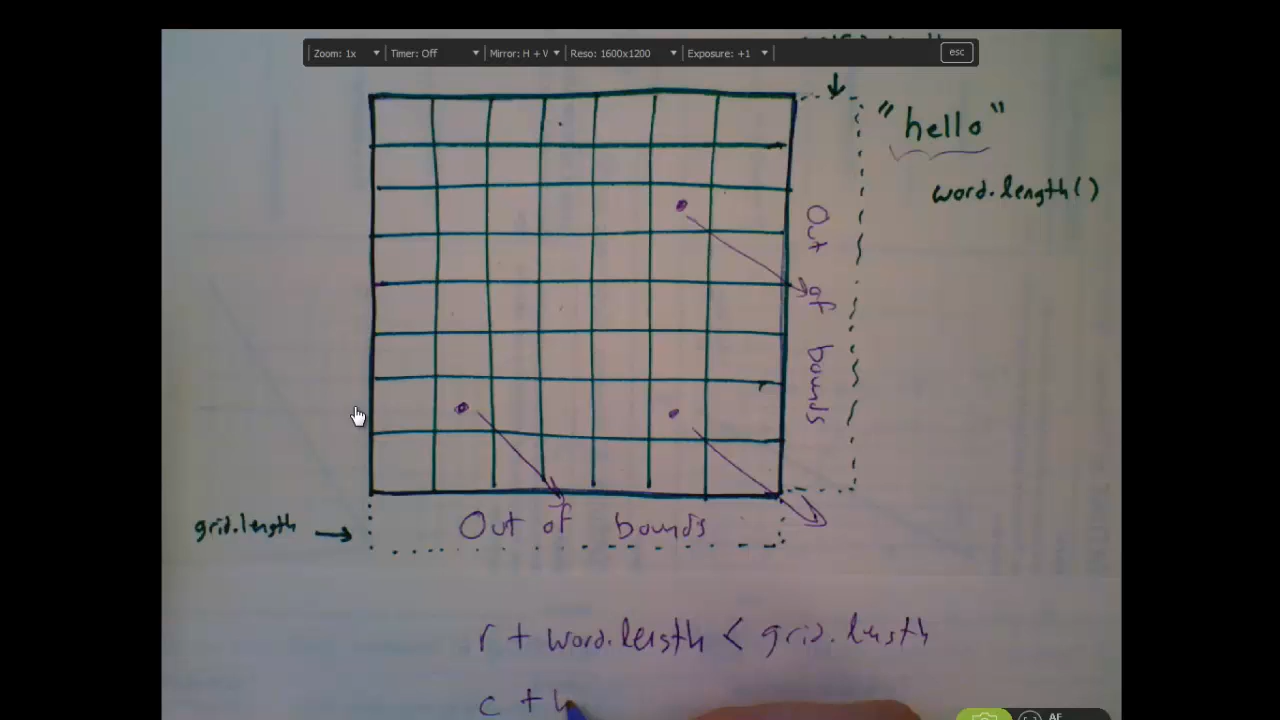 Zoom: 1x Timer: Off Mirror: H + V Reso: 1600x1200 Exposure: +1 esc
"hello"
word.length()
Out of bounds
grid.length
Out of bounds
r + word.length < grid.length
c +
AF